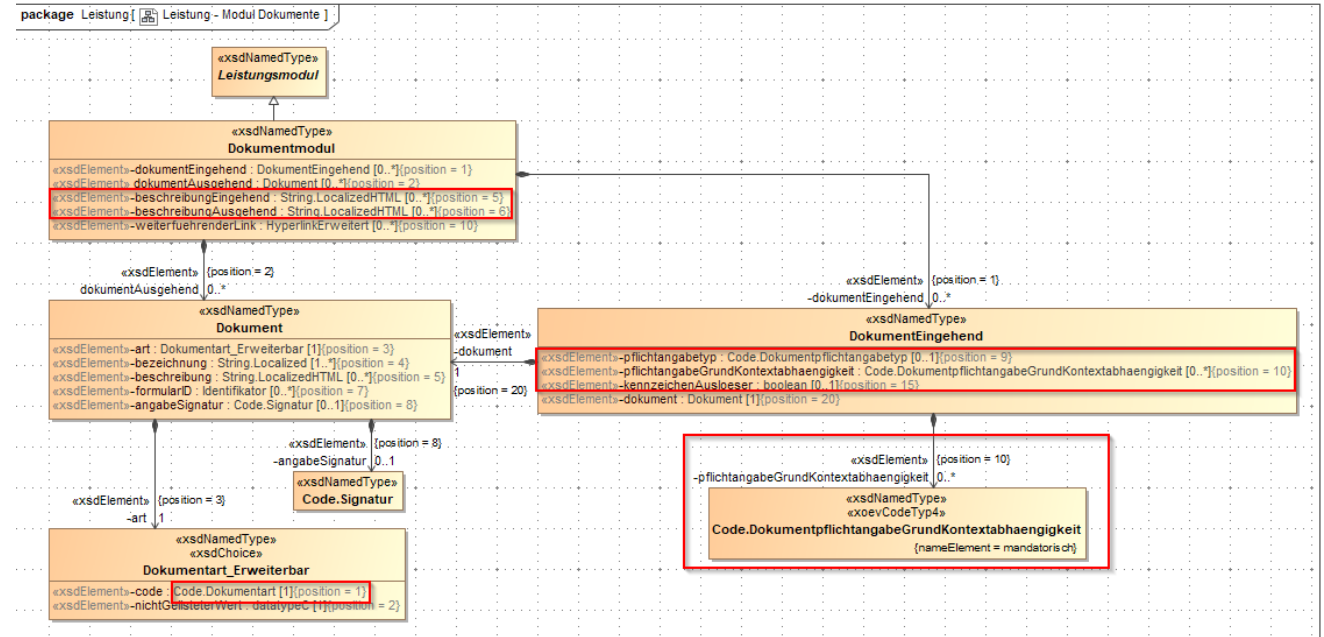 package Leistung [ Leistung - Modul Dokumente ]
«xsdNamedType»
Leistungsmodul
«xsdNamedType»
Dokumentmodul
«xsdElement»-dokumentEingehend : DokumentEingehend [0..*]{position = 1}
«xsdElement» dokumentAusgehend : Dokument [0..*]{position = 2}
«xsdElement»-beschreibungEingehend : String.LocalizedHTML [0..*]{position = 5}
«xsdElement»-beschreibungAusgehend : String.LocalizedHTML [0..*]{position = 6}
«xsdElement»-weiterfuehrenderLink : HyperlinkErweitert [0..*]{position = 10}
«xsdElement» {position = 2}
dokumentAusgehend 0..*
«xsdElement» {position = 1}
-dokumentEingehend 0..*
«xsdNamedType»
Dokument
«xsdElement»-art : Dokumentart_Erweiterbar [1]{position = 3}
«xsdElement»-bezeichnung : String.Localized [1..*]{position = 4}
«xsdElement»-beschreibung : String.LocalizedHTML [0..*]{position = 5}
«xsdElement»-formularID : Identifikator [0..*]{position = 7}
«xsdElement»-angabeSignatur : Code.Signatur [0..1]{position = 8}
«xsdElement»
-dokument
1
{position = 20}
«xsdNamedType»
DokumentEingehend
«xsdElement»-pflichtangabetyp : Code.Dokumentpflichtangabetyp [0..1]{position = 9}
«xsdElement»-pflichtangabeGrundKontextabhaengigkeit : Code.DokumentpflichtangabeGrundKontextabhaengigkeit [0..*]{position = 10}
«xsdElement»-kennzeichenAusloeser : boolean [0..1]{position = 15}
«xsdElement»-dokument : Dokument [1]{position = 20}
«xsdElement» {position = 8}
-angabeSignatur 0..1
«xsdNamedType»
Code.Signatur
«xsdElement» {position = 10}
-pflichtangabeGrundKontextabhaengigkeit 0..*
«xsdNamedType»
«xoevCodeTyp4»
Code.DokumentpflichtangabeGrundKontextabhaengigkeit
{nameElement = mandatorisch}
«xsdElement» {position = 3}
-art 1
«xsdNamedType»
«xsdChoice»
Dokumentart_Erweiterbar
«xsdElement»-code : Code.Dokumentart [1]{position = 1}
«xsdElement»-nichtGelisteterWert : datatypeC [1]{position = 2}